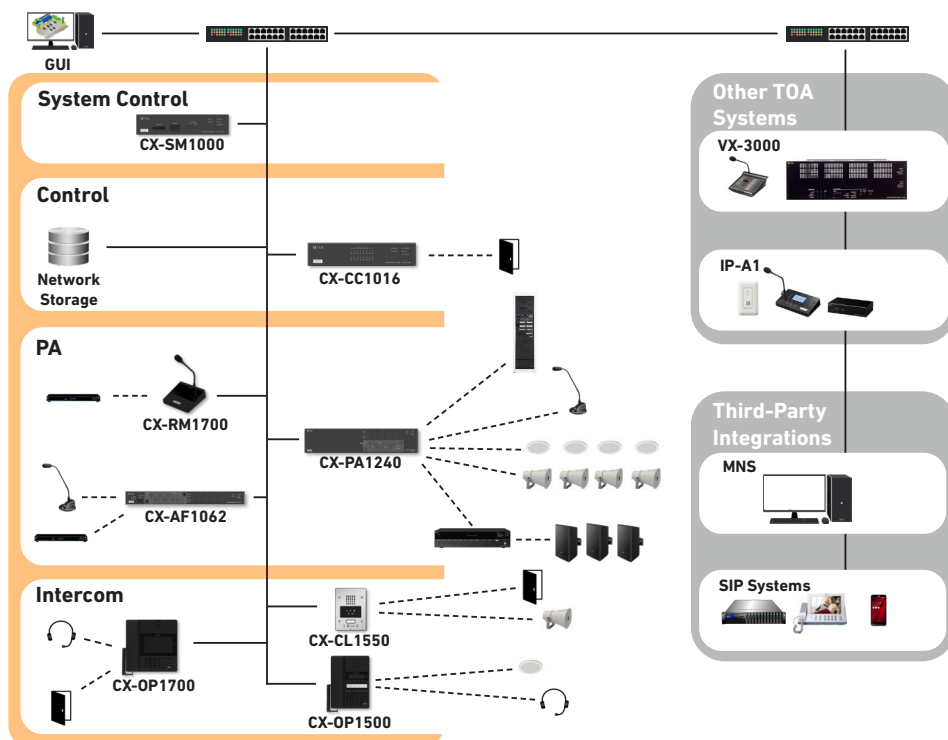 GUI
System Control
CX-SM1000
Control
Network
Storage
CX-CC1016
PA
CX-RM1700
CX-PA1240
CX-AF1062
Intercom
CX-CL1550
CX-OP1700
CX-OP1500
Other TOA
Systems
VX-3000
IP-A1
Third-Party
Integrations
MNS
SIP Systems